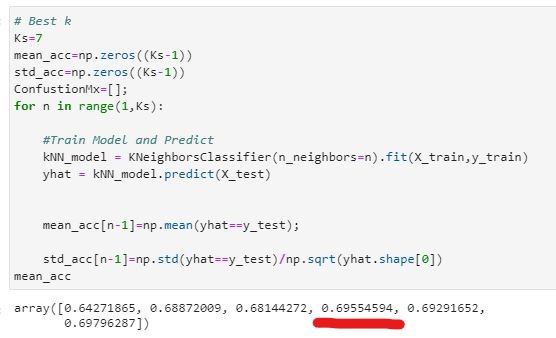 # Best k
Ks=7
mean_acc=np.zeros((Ks-1))
std_acc=np.zeros((Ks-1))
ConfustionMx=[];
for n in range(1,Ks):
#Train Model and Predict
kNN_model = KNeighborsClassifier(n_neighbors=n).fit(X_train,y_train)
yhat = kNN_model.predict(X_test)
mean_acc[n-1]=np.mean(yhat==y_test);
std_acc[n-1]=np.std(yhat==y_test)/np.sqrt(yhat.shape[0])
mean_acc
array([0.64271865, 0.68872009, 0.68144272, 0.69554594, 0.69291652,
0.69796287])